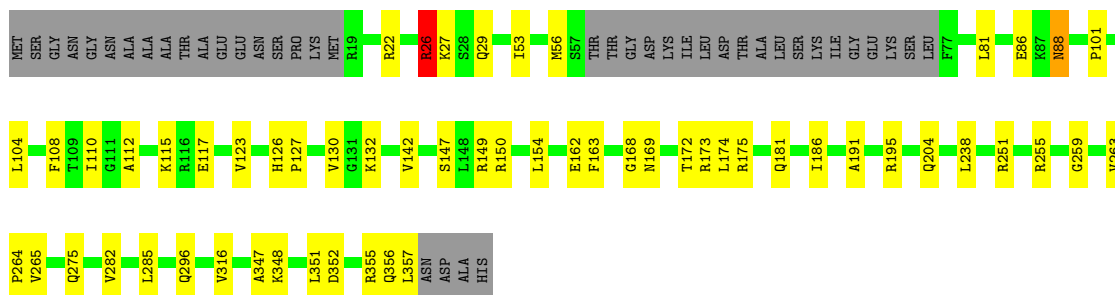 MET SER GLY ASN GLY ASN ALA ALA ALA ALA THR ALA GLU GLU ASN SER PRO LYS MET R19 R22 R26 K27 S28 Q29 I53 M56 S57 THR THR GLY ASP LYS ILE LEU ASP THR ALA LEU SER LYS ILE GLY GLU LYS SER LEU F77 L81 E86 K87 N88 P101
L104 F108 T109 I110 G111 A112 K115 R116 E117 V123 H126 P127 V130 G131 K132 V142 S147 L148 R149 R150 L154 E162 F163 G168 N169 T172 R173 L174 R175 Q181 I186 A191 R195 Q204 L238 R251 R255 G259 V263
P264 V265 Q275 V282 L285 Q296 V316 A347 K348 L351 D352 R355 Q356 L357 ASN ASP ALA HIS